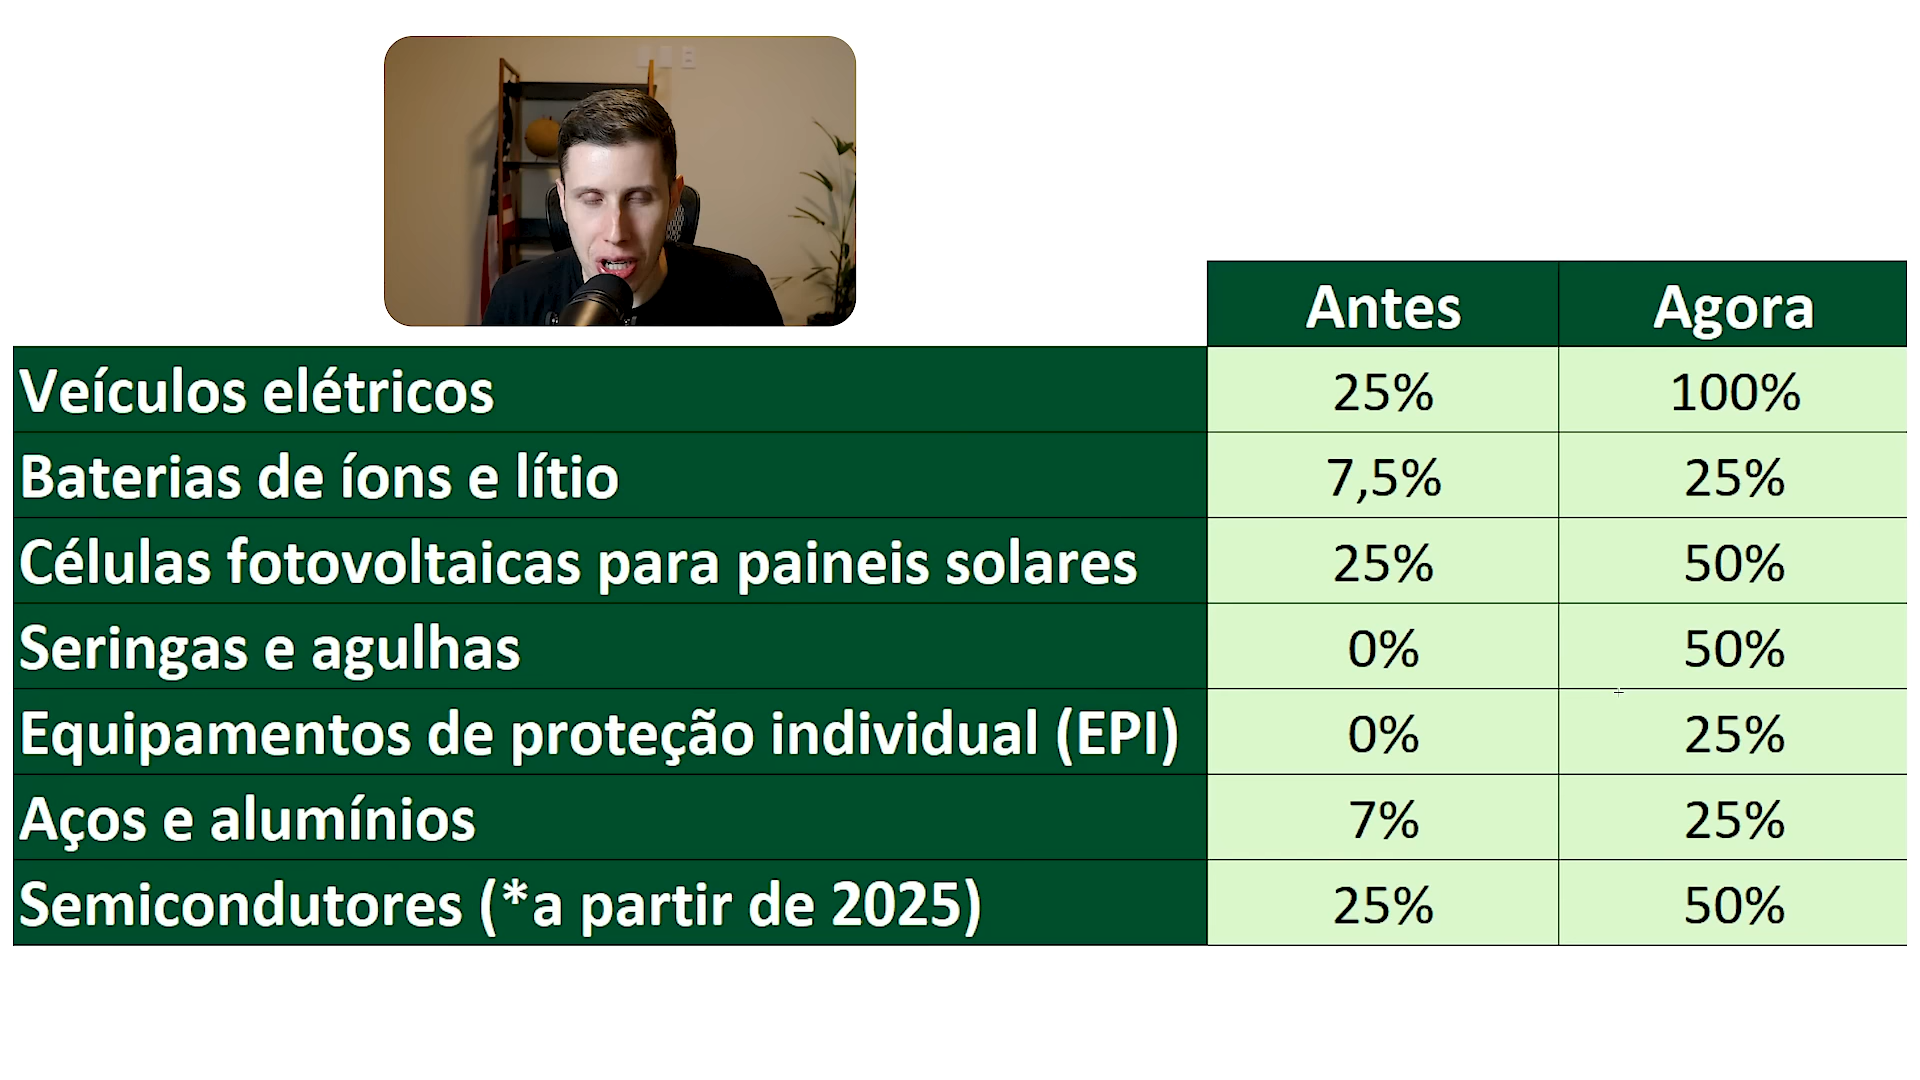 Antes Agora
Veículos elétricos 25% 100%
Baterias de íons e lítio 7,5% 25%
Células fotovoltaicas para paineis solares 25% 50%
Seringas e agulhas 0% 50%
Equipamentos de proteção individual (EPI) 0% 25%
Aços e alumínios 7% 25%
Semicondutores (*a partir de 2025) 25% 50%